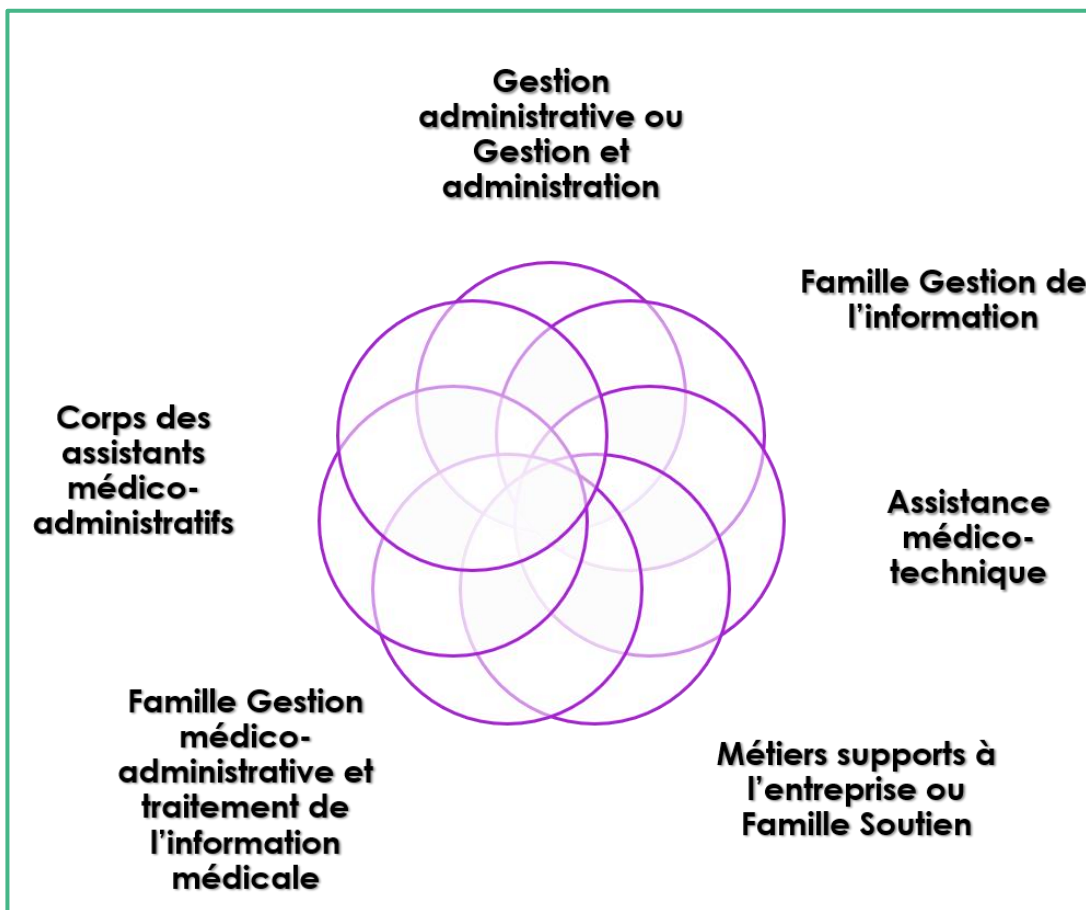 Gestion
administrative ou
Gestion et
administration
Famille Gestion de
l’information
Assistance
médico-
technique
Métiers supports à
l’entreprise ou
Famille Soutien
Famille Gestion
médico-
administrative et
traitement de
l’information
médicale
Corps des
assistants
médico-
administratifs